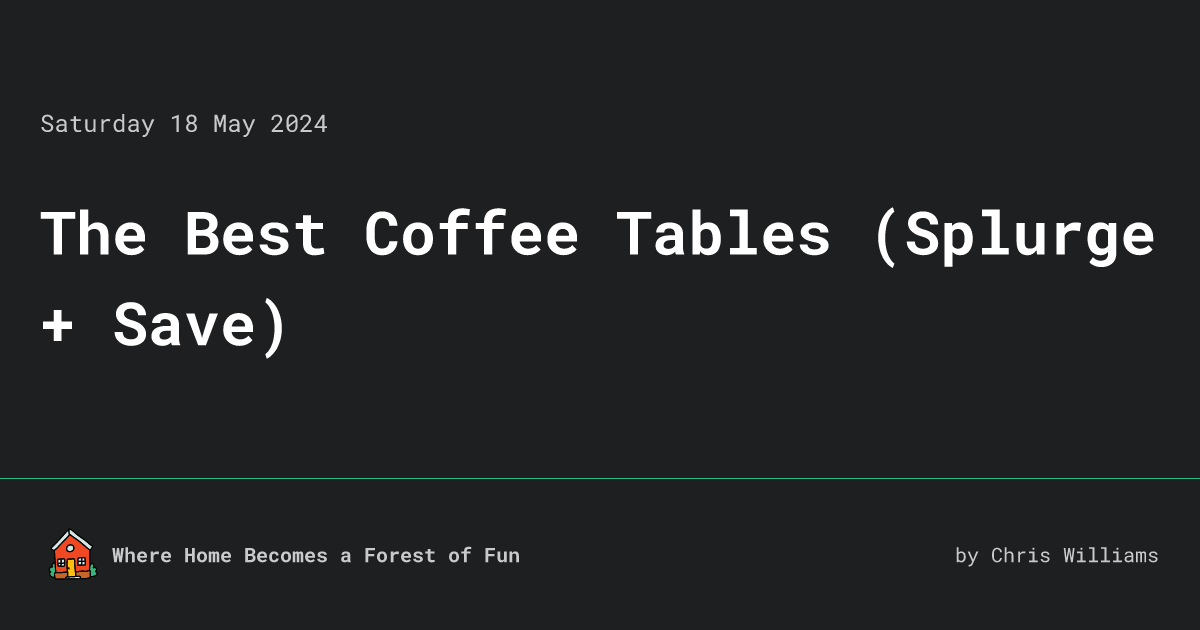 Saturday 18 May 2024
The Best Coffee Tables (Splurge
+ Save)
Where Home Becomes a Forest of Fun
by Chris Williams